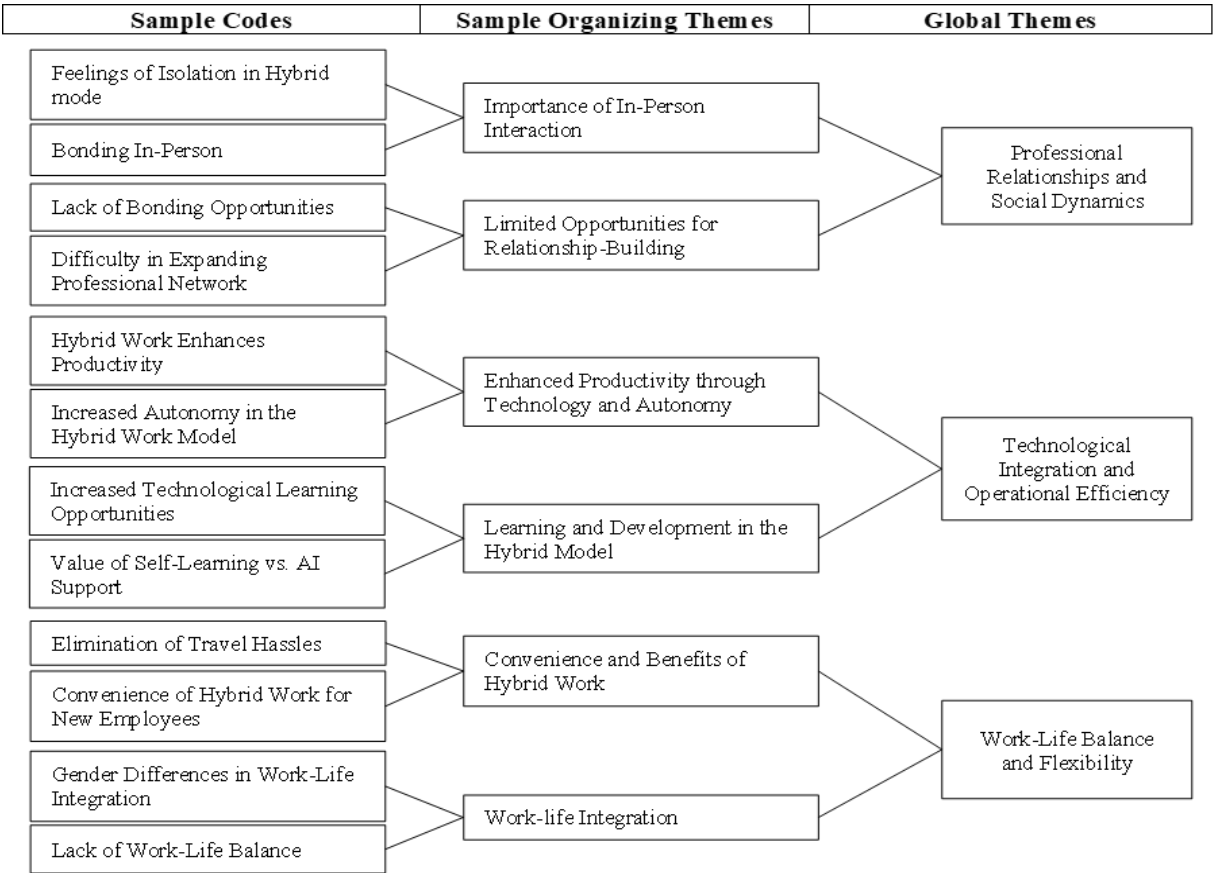 Sample Codes
Sample Organizing Themes
Global Themes
Feelings of Isolation in Hybrid
mode
Bonding In-Person
Importance of In-Person
Interaction
Lack of Bonding Opportunities
Difficulty in Expanding
Professional Network
Limited Opportunities for
Relationship-Building
Professional
Relationships and
Social Dynamics
Hybrid Work Enhances
Productivity
Increased Autonomy in the
Hybrid Work Model
Enhanced Productivity through
Technology and Autonomy
Increased Technological Learning
Opportunities
Value of Self-Learning vs. AI
Support
Learning and Development in the
Hybrid Model
Technological
Integration and
Operational Efficiency
Elimination of Travel Hassles
Convenience of Hybrid Work for
New Employees
Convenience and Benefits of
Hybrid Work
Gender Differences in Work-Life
Integration
Lack of Work-Life Balance
Work-life Integration
Work-Life Balance
and Flexibility